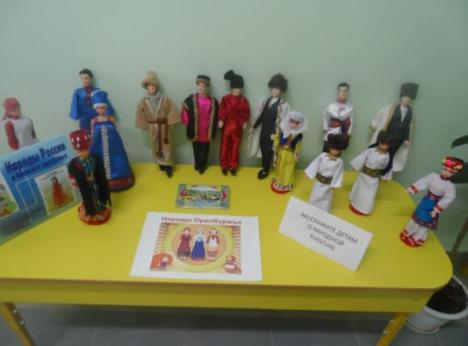 Народы России
Народы Оренбуржья
РАССКАЖИТЕ ДЕТЯМ
О НАРОДНОЙ
КУЛЬТУРЕ